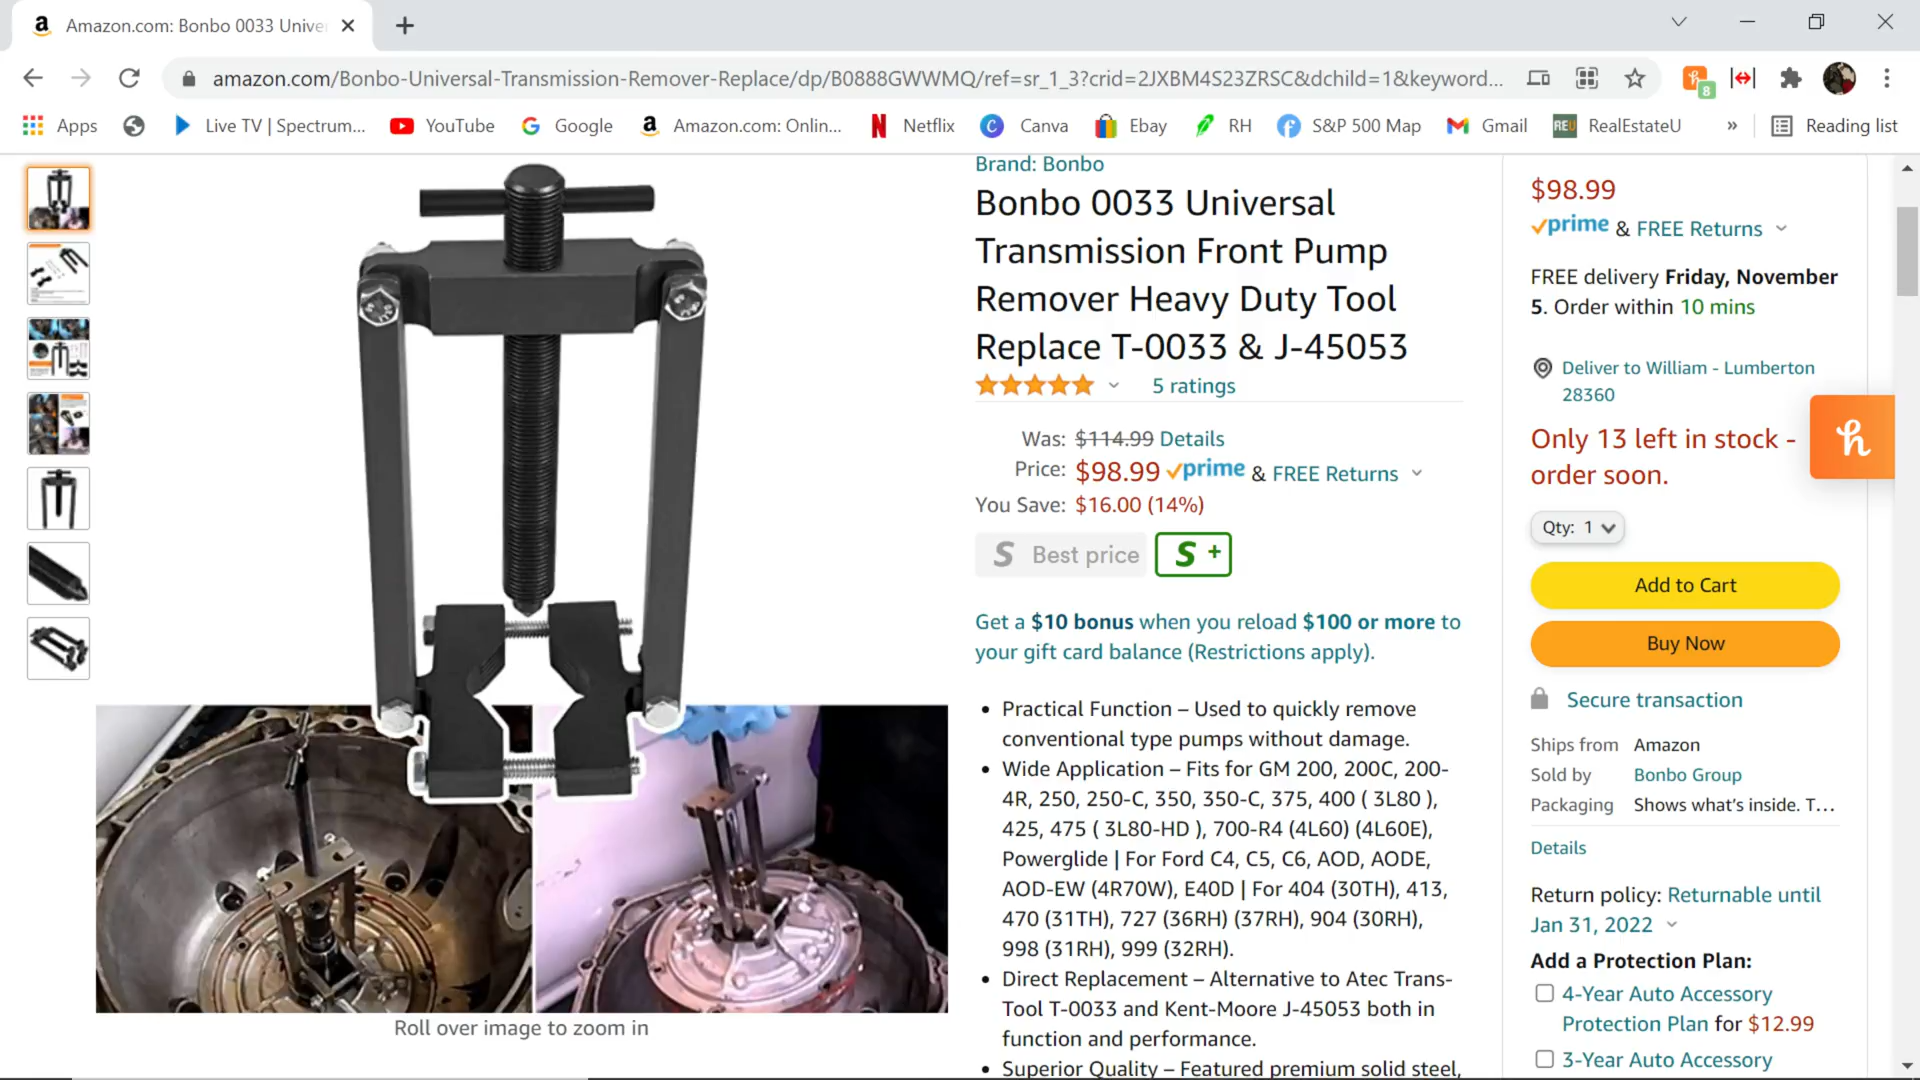 Amazon.com: Bonbo 0033 Unive
amazon.com/Bonbo-Universal-Transmission-Remover-Replace/dp/B0888GWWMQ/ref=sr_1_3?crid=2JXBM4S23ZRSC&dchild=1&keyword...
8
Apps
Live TV | Spectrum...
YouTube
Google
Amazon.com: Onlin...
Netflix
Canva
Ebay
RH
S&P 500 Map
Gmail
REU
RealEstateU
»
Reading list
Brand: Bonbo
Bonbo 0033 Universal
Transmission Front Pump
Remover Heavy Duty Tool
Replace T-0033 & J-45053
5 ratings
Was: $114.99 Details
Price: $98.99 prime & FREE Returns
You Save: $16.00 (14%)
S Best price
S +
Get a $10 bonus when you reload $100 or more to
your gift card balance (Restrictions apply).
• Practical Function – Used to quickly remove
conventional type pumps without damage.
• Wide Application – Fits for GM 200, 200C, 200-
4R, 250, 250-C, 350, 350-C, 375, 400 ( 3L80 ),
425, 475 ( 3L80-HD ), 700-R4 (4L60) (4L60E),
Powerglide | For Ford C4, C5, C6, AOD, AODE,
AOD-EW (4R70W), E40D | For 404 (30TH), 413,
470 (31TH), 727 (36RH) (37RH), 904 (30RH),
998 (31RH), 999 (32RH).
• Direct Replacement – Alternative to Atec Trans-
Tool T-0033 and Kent-Moore J-45053 both in
function and performance.
• Superior Quality – Featured premium solid steel,
Roll over image to zoom in
$98.99
prime & FREE Returns
FREE delivery Friday, November
5. Order within 10 mins
Deliver to William - Lumberton
28360
Only 13 left in stock -
order soon.
Qty: 1
Add to Cart
Buy Now
Secure transaction
Ships from Amazon
Sold by Bonbo Group
Packaging Shows what's inside. T...
Details
Return policy: Returnable until
Jan 31, 2022
Add a Protection Plan:
4-Year Auto Accessory
Protection Plan for $12.99
3-Year Auto Accessory